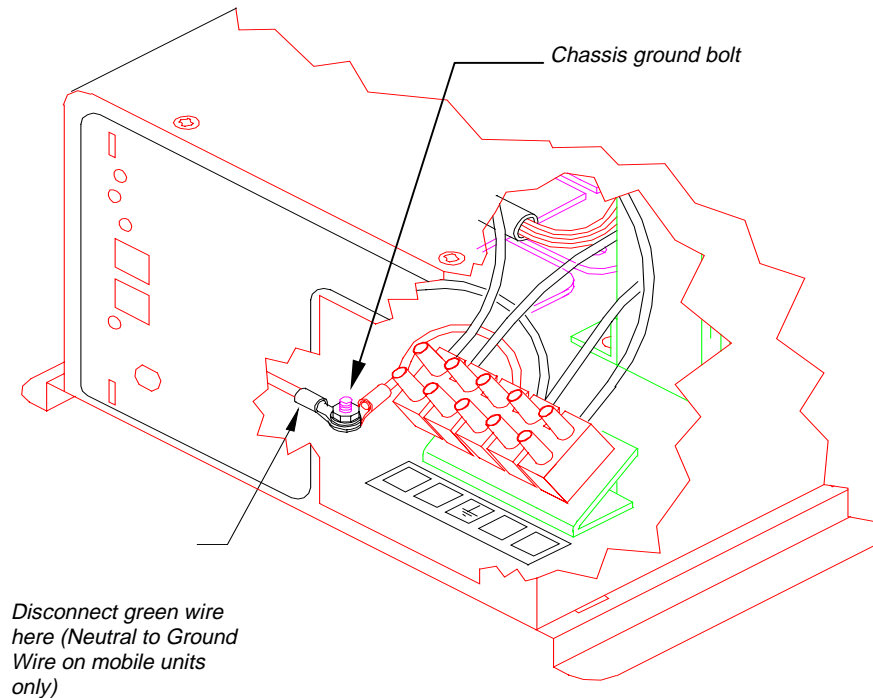 Chassis ground bolt
Disconnect green wire
here (Neutral to Ground
Wire on mobile units
only)